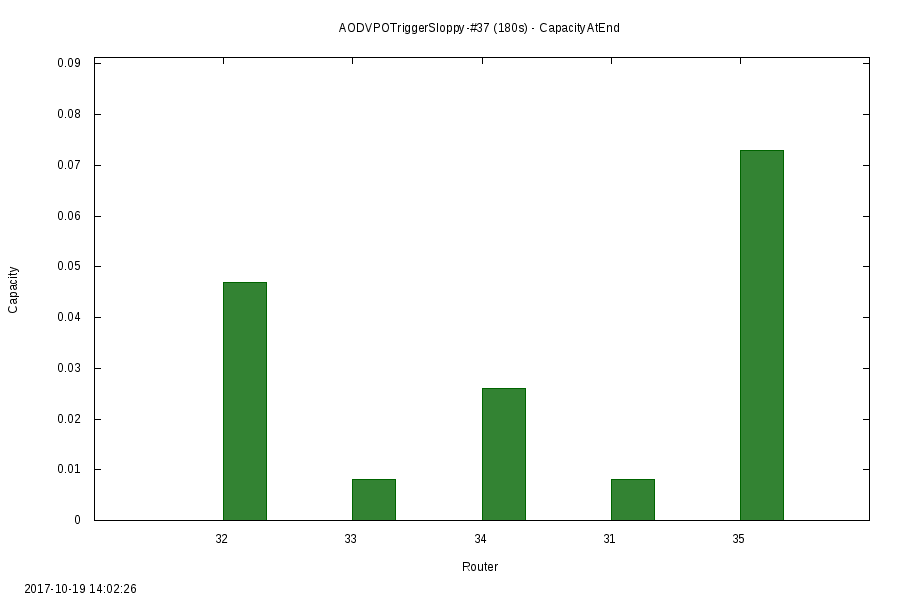 AODVPOTriggerSloppy-#37 (180s) - CapacityAtEnd
0.09
0.08
0.07
0.06
0.05
0.04
0.03
0.02
0.01
0
Capacity
32 33 34 31 35
Router
2017-10-19 14:02:26